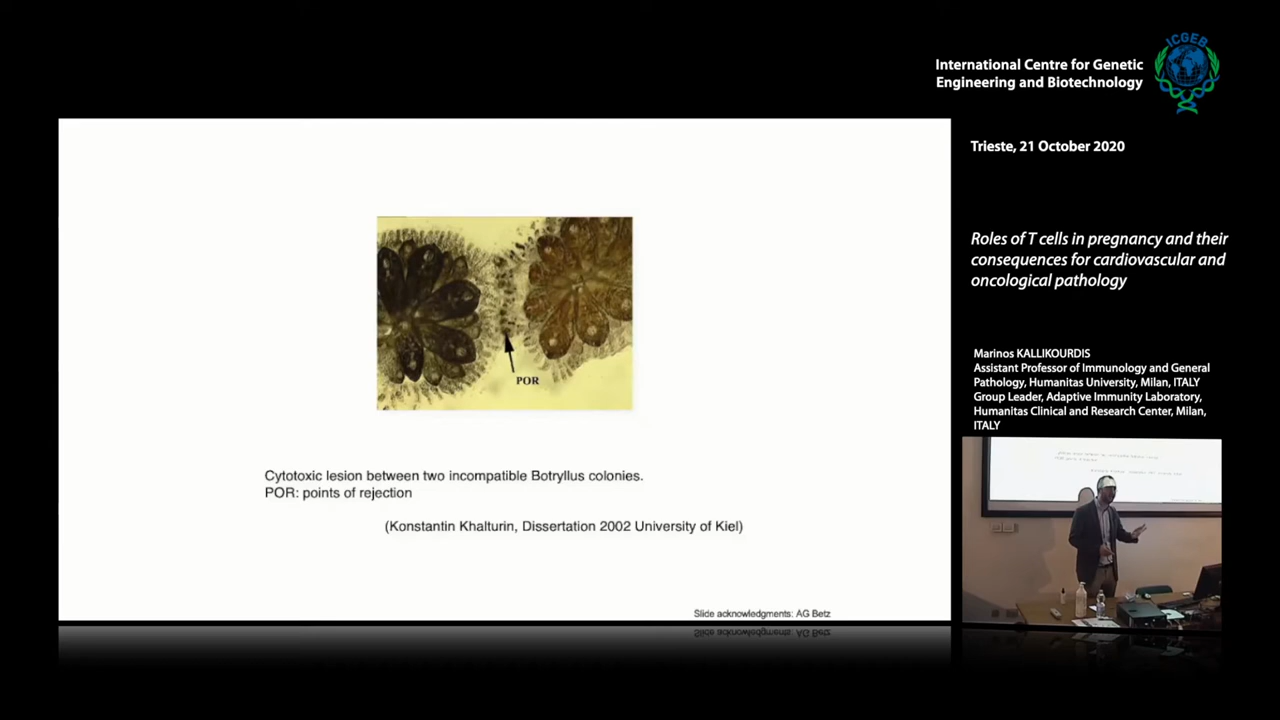 ICGEB
International Centre for Genetic
Engineering and Biotechnology
Trieste, 21 October 2020
Roles of T cells in pregnancy and their
consequences for cardiovascular and
oncological pathology
Marinos KALLIKOURDIS
Assistant Professor of Immunology and General
Pathology, Humanitas University, Milan, ITALY
Group Leader, Adaptive Immunity Laboratory,
Humanitas Clinical and Research Center, Milan,
ITALY
POR
Cytotoxic lesion between two incompatible Botryllus colonies.
POR: points of rejection
(Konstantin Khalturin, Dissertation 2002 University of Kiel)
Slide acknowledgments: AG Betz